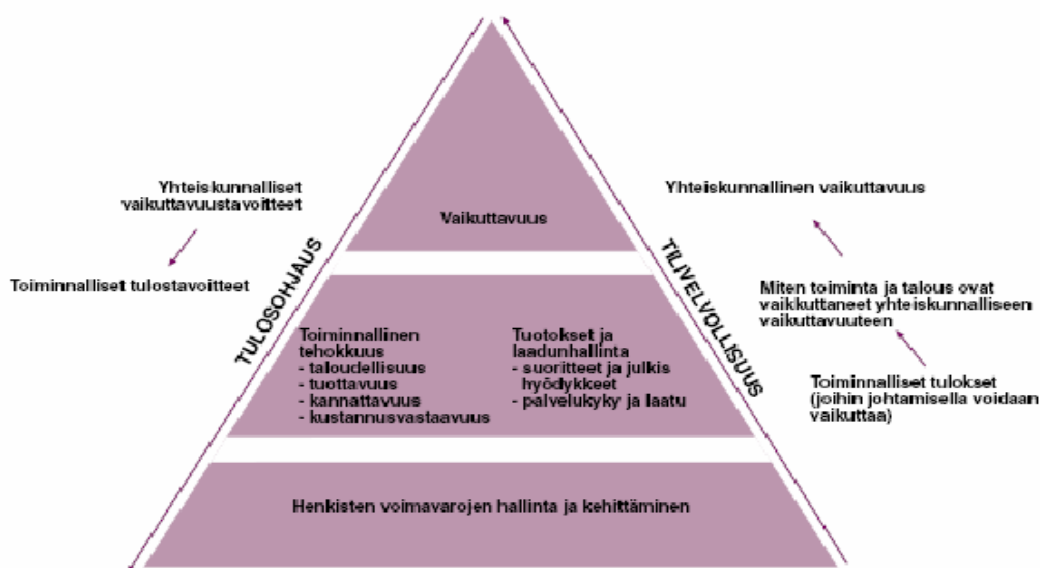 Yhteiskunnalliset
vaikuttavuustavoitteet
Toiminnalliset tulostavoitteet
TULOSOHJAUS
Vaikuttavuus
Toiminnallinen
tehokkuus
- taloudellisuus
- tuottavuus
- kannattavuus
- kustannusvastaavuus
Tuotokset ja
laadunhallinta
- suoritteet ja julkis
hyödykkeet
- palvelukyky ja laatu
Henkisten voimavarojen hallinta ja kehittäminen
TILIVELVOLLISUUS
Yhteiskunnallinen vaikuttavuus
Miten toiminta ja talous ovat
vaikkuttaneet yhteiskunnalliseen
vaikuttavuuteen
Toiminnalliset tulokset
(joihin johtamisella voidaan
vaikuttaa)